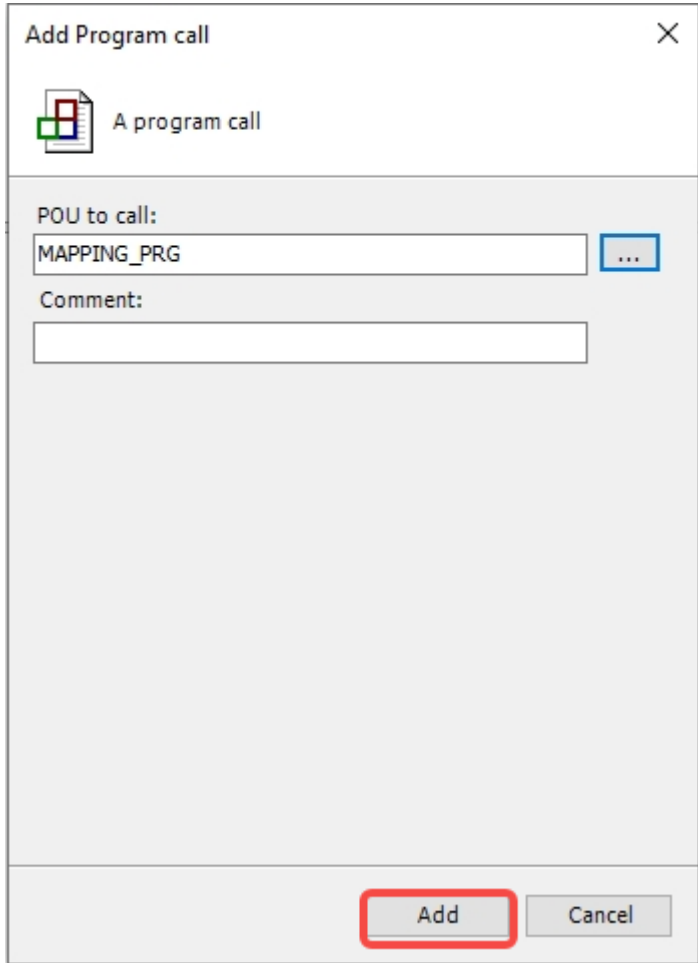 Add Program call
A program call
POU to call:
MAPPING_PRG
...
Comment:
Add
Cancel